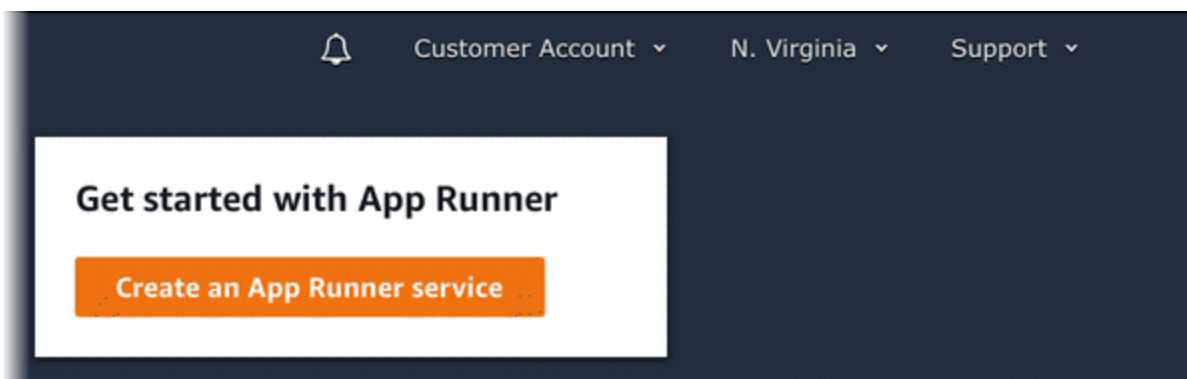 Customer Account N. Virginia Support
Get started with App Runner
Create an App Runner service